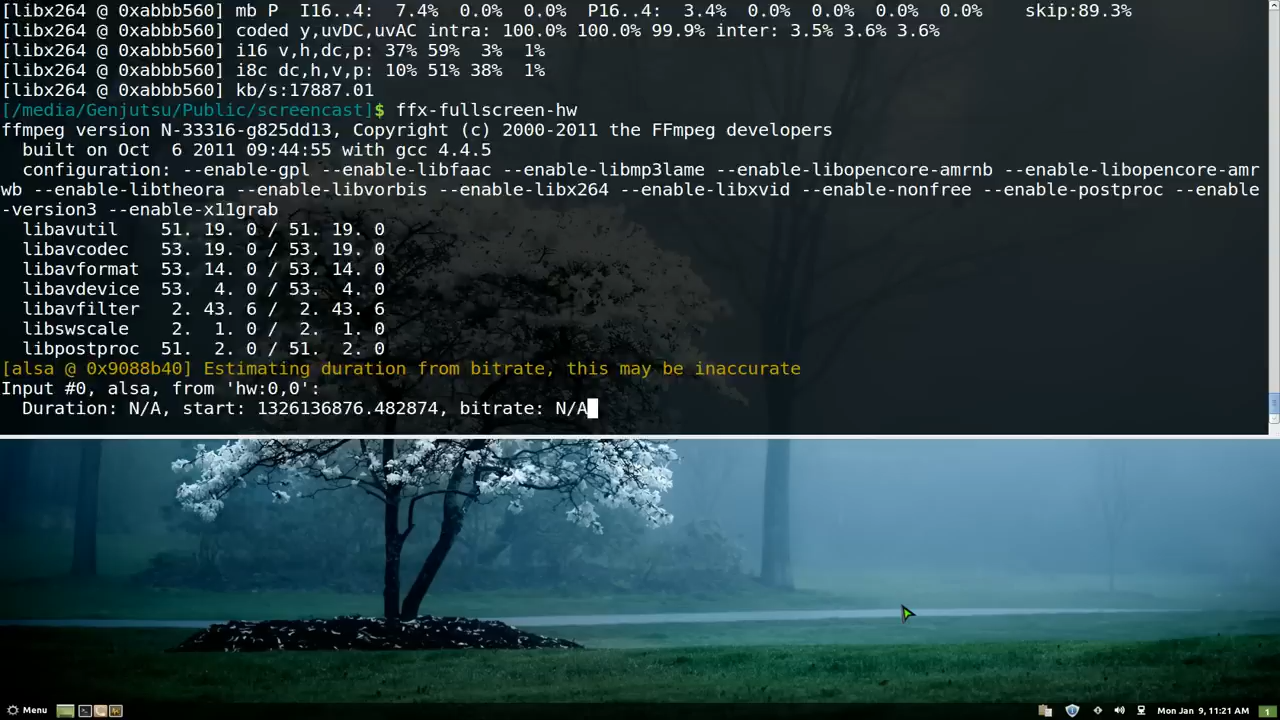 [libx264 @ 0xabbb560] mb P  I16..4:  7.4%  0.0%  0.0%  P16..4:  3.4%  0.0%  0.0%  0.0%  0.0%    skip:89.3%
[libx264 @ 0xabbb560] coded y,uvDC,uvAC intra: 100.0% 100.0% 99.9% inter: 3.5% 3.6% 3.6%
[libx264 @ 0xabbb560] i16 v,h,dc,p: 37% 59%  3%  1%
[libx264 @ 0xabbb560] i8c dc,h,v,p: 10% 51% 38%  1%
[libx264 @ 0xabbb560] kb/s:17887.01
[/media/Genjutsu/Public/screencast]$ ffx-fullscreen-hw
ffmpeg version N-33316-g825dd13, Copyright (c) 2000-2011 the FFmpeg developers
  built on Oct  6 2011 09:44:55 with gcc 4.4.5
  configuration: --enable-gpl --enable-libfaac --enable-libmp3lame --enable-libopencore-amrnb --enable-libopencore-amr
wb --enable-libtheora --enable-libvorbis --enable-libx264 --enable-libxvid --enable-nonfree --enable-postproc --enable
-version3 --enable-x11grab
  libavutil    51. 19. 0 / 51. 19. 0
  libavcodec   53. 19. 0 / 53. 19. 0
  libavformat  53. 14. 0 / 53. 14. 0
  libavdevice  53.  4. 0 / 53.  4. 0
  libavfilter   2. 43. 6 /  2. 43. 6
  libswscale    2.  1. 0 /  2.  1. 0
  libpostproc  51.  2. 0 / 51.  2. 0
[alsa @ 0x9088b40] Estimating duration from bitrate, this may be inaccurate
Input #0, alsa, from 'hw:0,0':
  Duration: N/A, start: 1326136876.482874, bitrate: N/A
Menu
Mon Jan 9, 11:21 AM
1